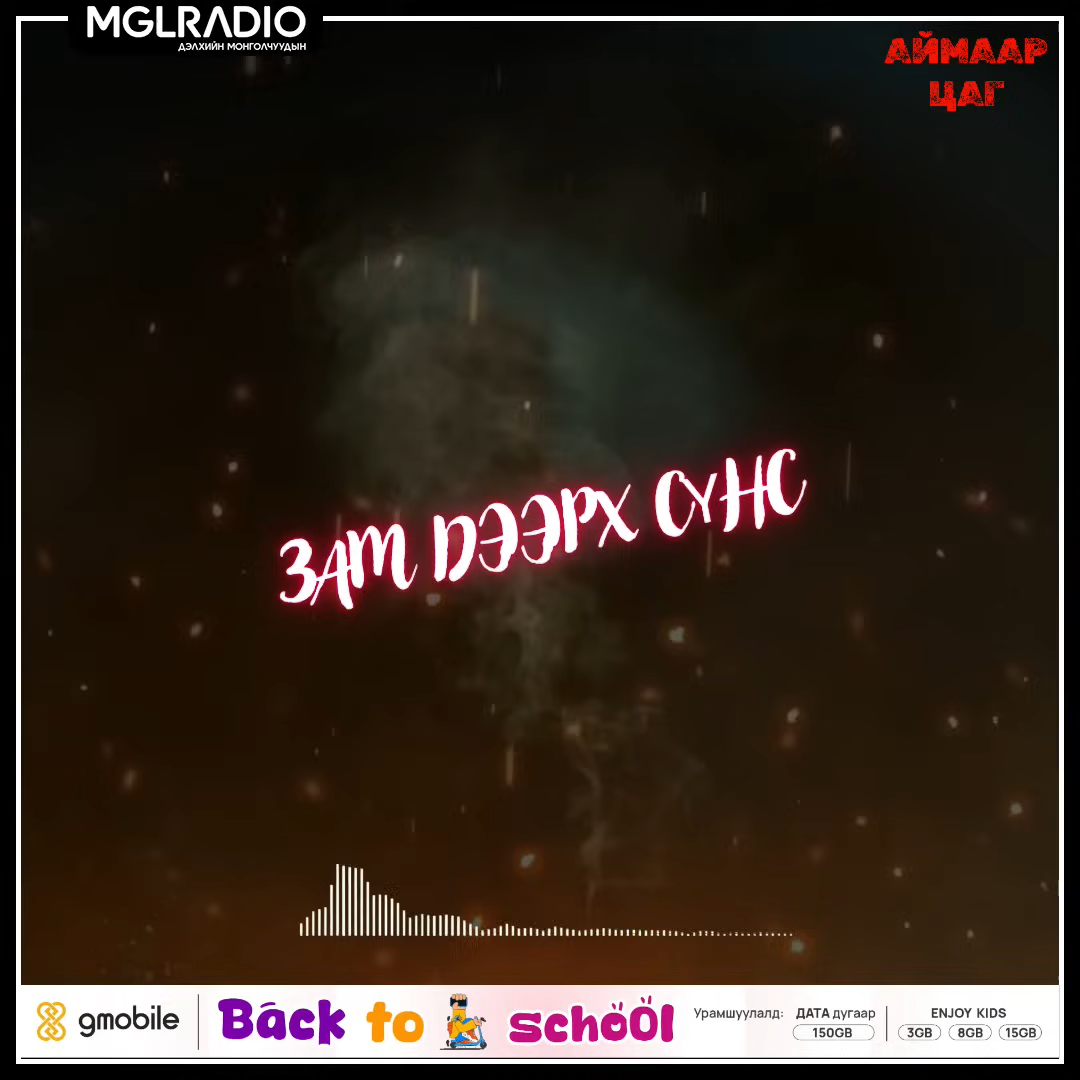 MGLRADIO
ДЭЛХИЙН МОНГОЛЧУУДЫН
АЙМААР
ЦАГ
ЗАМ ДЭЭРХ СҮНС
gmobile
Back to school
Урамшуулалд:
ДАТА дугаар
150GB
ENJOY KIDS
3GB 8GB 15GB